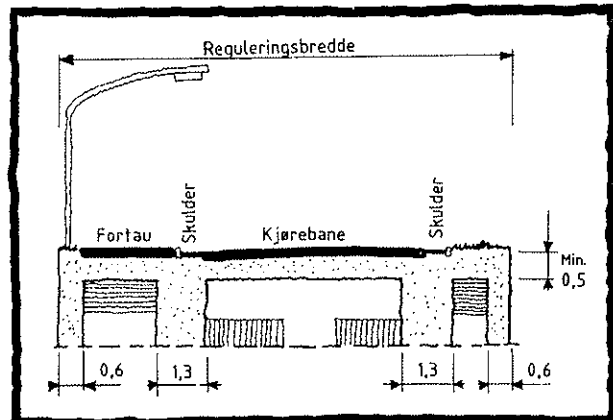 Reguleringsbredde
Fortau
Skulder
Kjørebane
Skulder
Min.
0,5
0,6
1,3
1,3
0,6